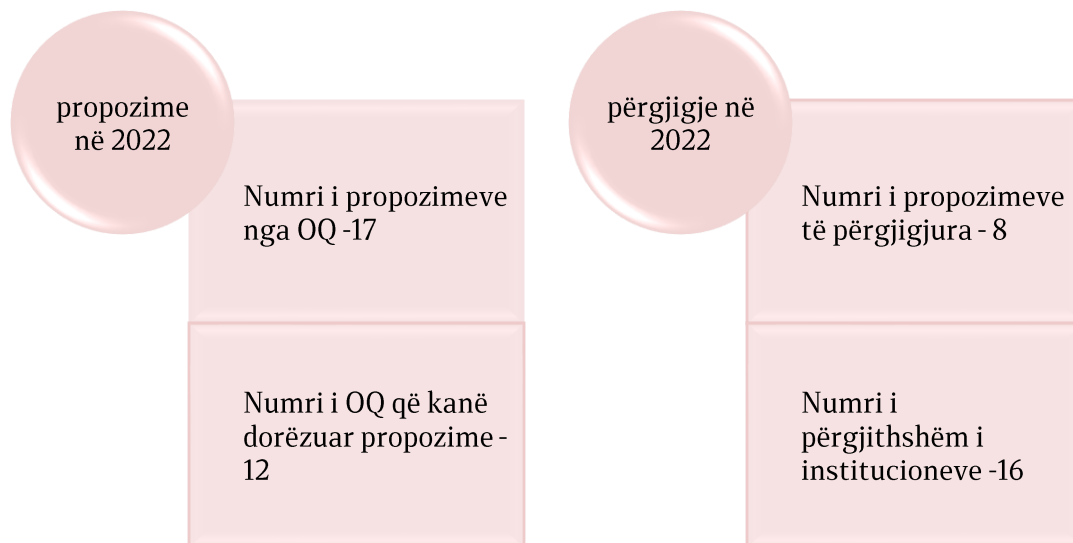 propozime
në 2022
Numri i propozimeve
nga OQ -17
Numri i OQ që kanë
dorëzuar propozime -
12
përgjigje në
2022
Numri i propozimeve
të përgjigjura - 8
Numri i
përgjithshëm i
institucioneve -16